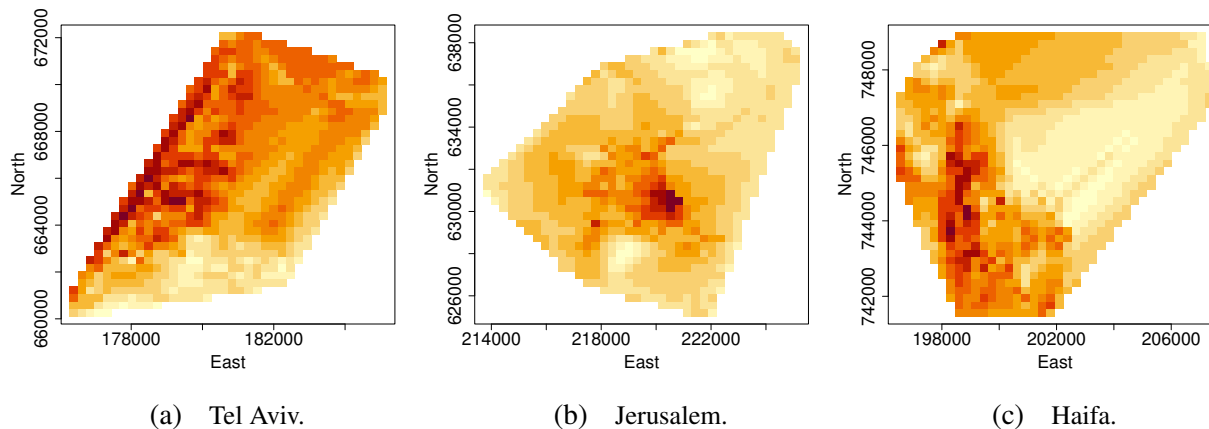 672000
668000
664000
660000
North
178000 182000
East
(a) Tel Aviv.
638000
634000
630000
626000
North
214000 218000 222000
East
(b) Jerusalem.
748000
746000
744000
742000
North
198000 202000 206000
East
(c) Haifa.